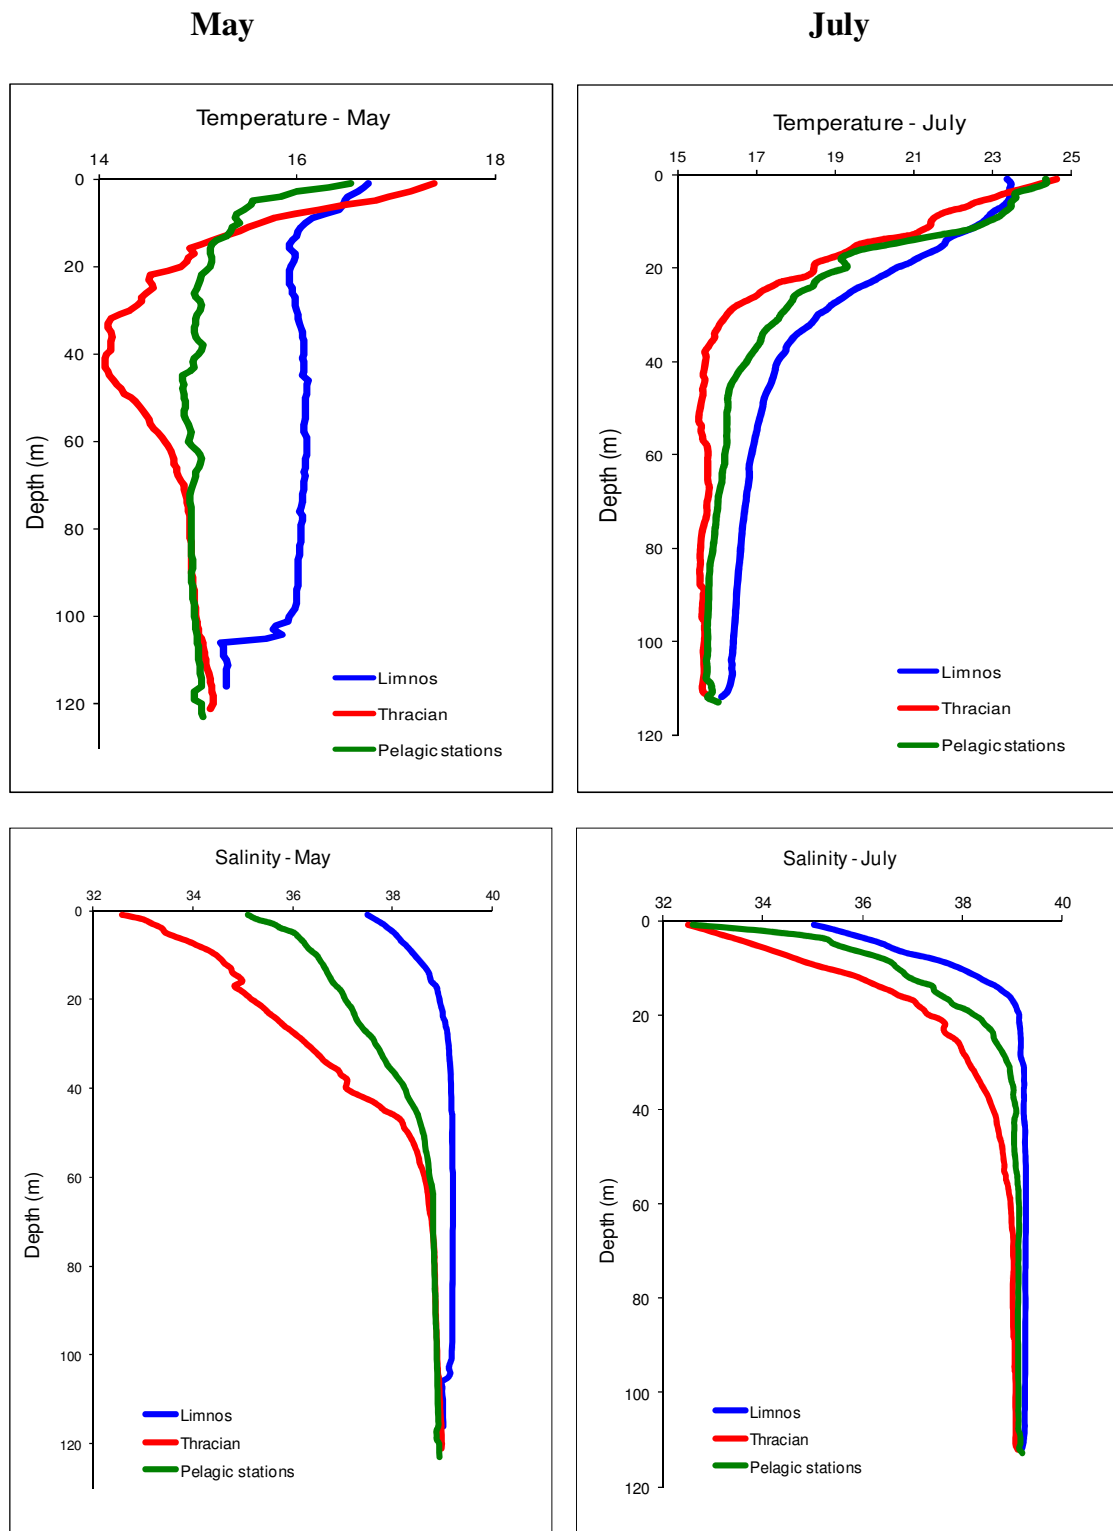 May
July
Temperature - May
14 16 18
0
20
40
60
80
100
120
Depth (m)
Limnos
Thracian
Pelagic stations
Temperature - July
15 17 19 21 23 25
0
20
40
60
80
100
120
Depth (m)
Limnos
Thracian
Pelagic stations
Salinity - May
32 34 36 38 40
0
20
40
60
80
100
120
Depth (m)
Limnos
Thracian
Pelagic stations
Salinity - July
32 34 36 38 40
0
20
40
60
80
100
120
Depth (m)
Limnos
Thracian
Pelagic stations